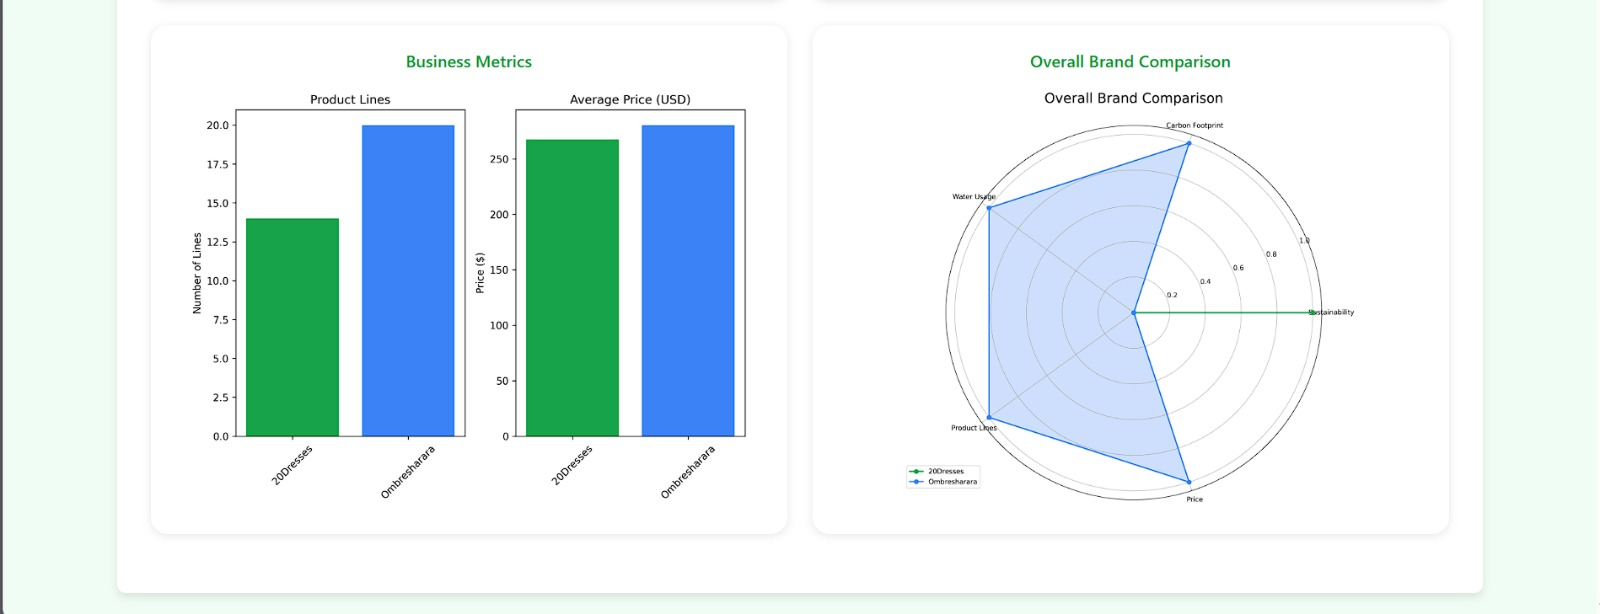 Business Metrics
Product Lines
Number of Lines
20.0
17.5
15.0
12.5
10.0
7.5
5.0
2.5
0.0
20Dresses
Ombresharara
Average Price (USD)
Price ($)
250
200
150
100
50
0
20Dresses
Ombresharara
Overall Brand Comparison
Overall Brand Comparison
Carbon Footprint
Water Usage
1.0
0.8
0.6
0.4
0.2
Sustainability
Product Lines
Price
20Dresses
Ombresharara